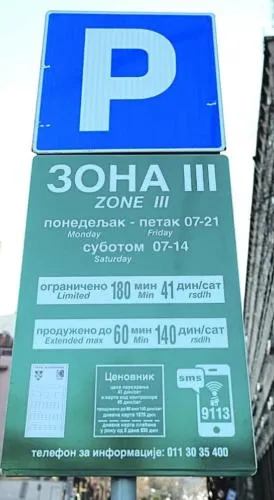 P
ЗОНА III
ZONE III
понедељак - петак 07-21
Monday Friday
суботом 07-14
Saturday
ограничено 180 мин 41 дин/сат
Limited Min rsd/h
продужено до 60 мин 140 дин/сат
Extended max Min rsd/h
Ценовник
sms
9113
телефон за информације: 011 30 35 400